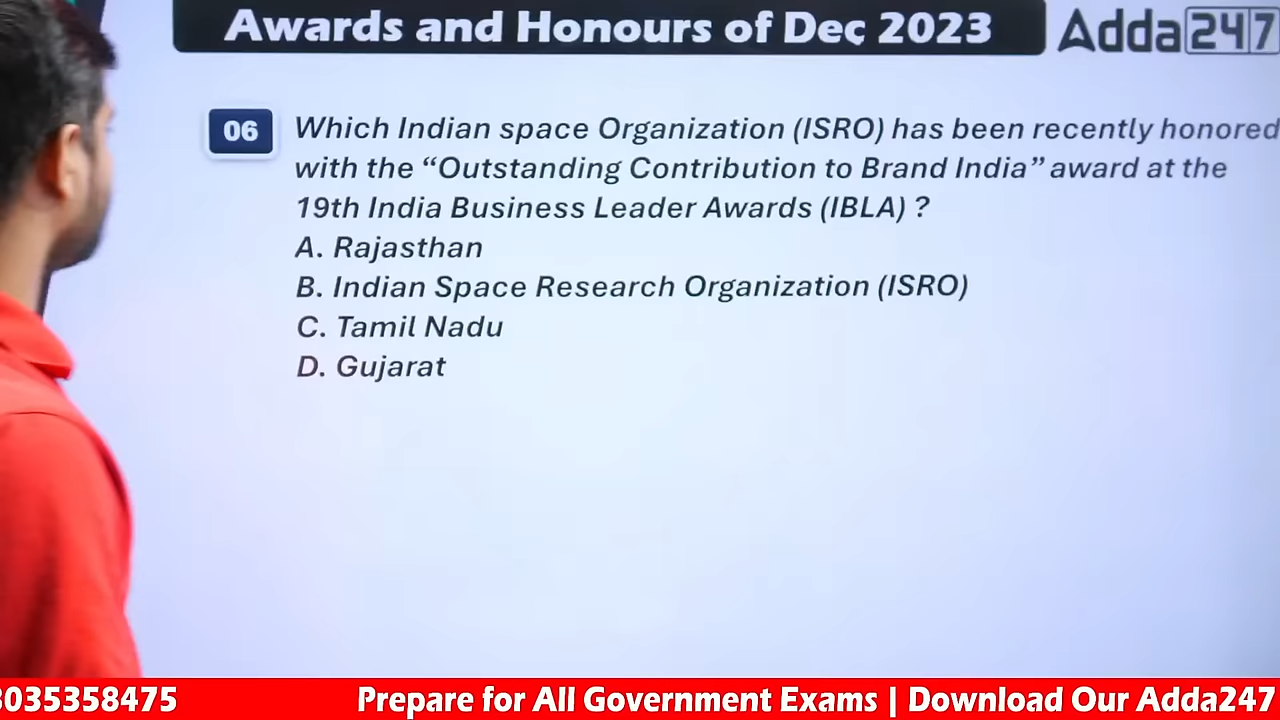 Awards and Honours of Dec 2023
Adda247
06
Which Indian space Organization (ISRO) has been recently honored
with the “Outstanding Contribution to Brand India” award at the
19th India Business Leader Awards (IBLA) ?
A. Rajasthan
B. Indian Space Research Organization (ISRO)
C. Tamil Nadu
D. Gujarat
8035358475 Prepare for All Government Exams | Download Our Adda247